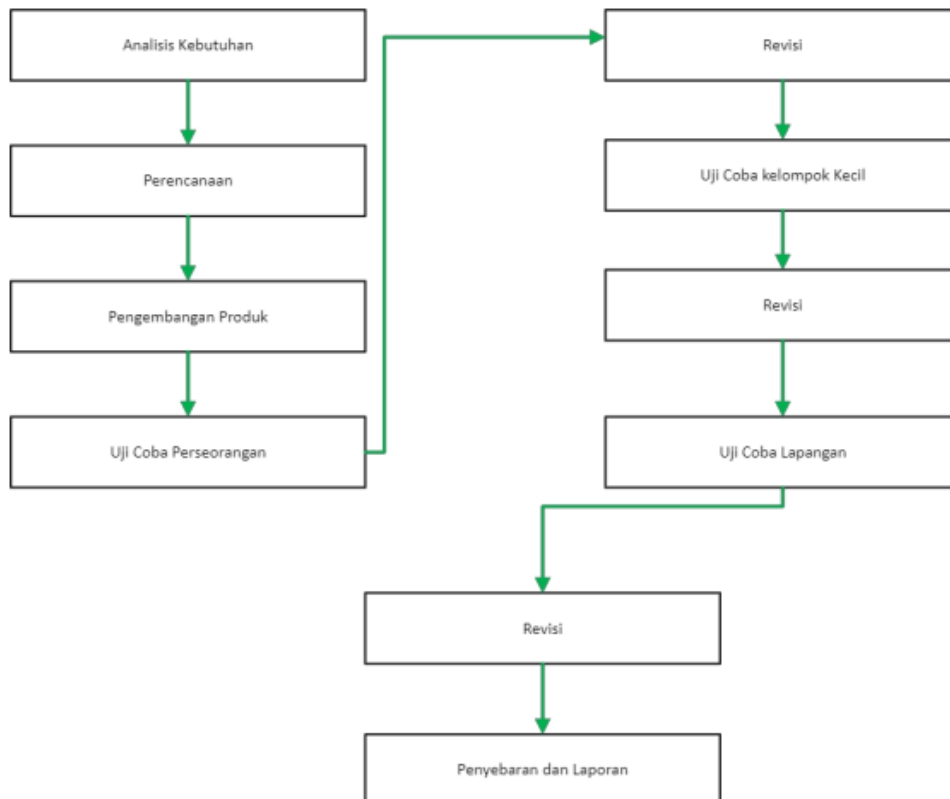 Analisis Kebutuhan
Perencanaan
Pengembangan Produk
Uji Coba Perseorangan
Revisi
Uji Coba kelompok Kecil
Revisi
Uji Coba Lapangan
Revisi
Penyebaran dan Laporan